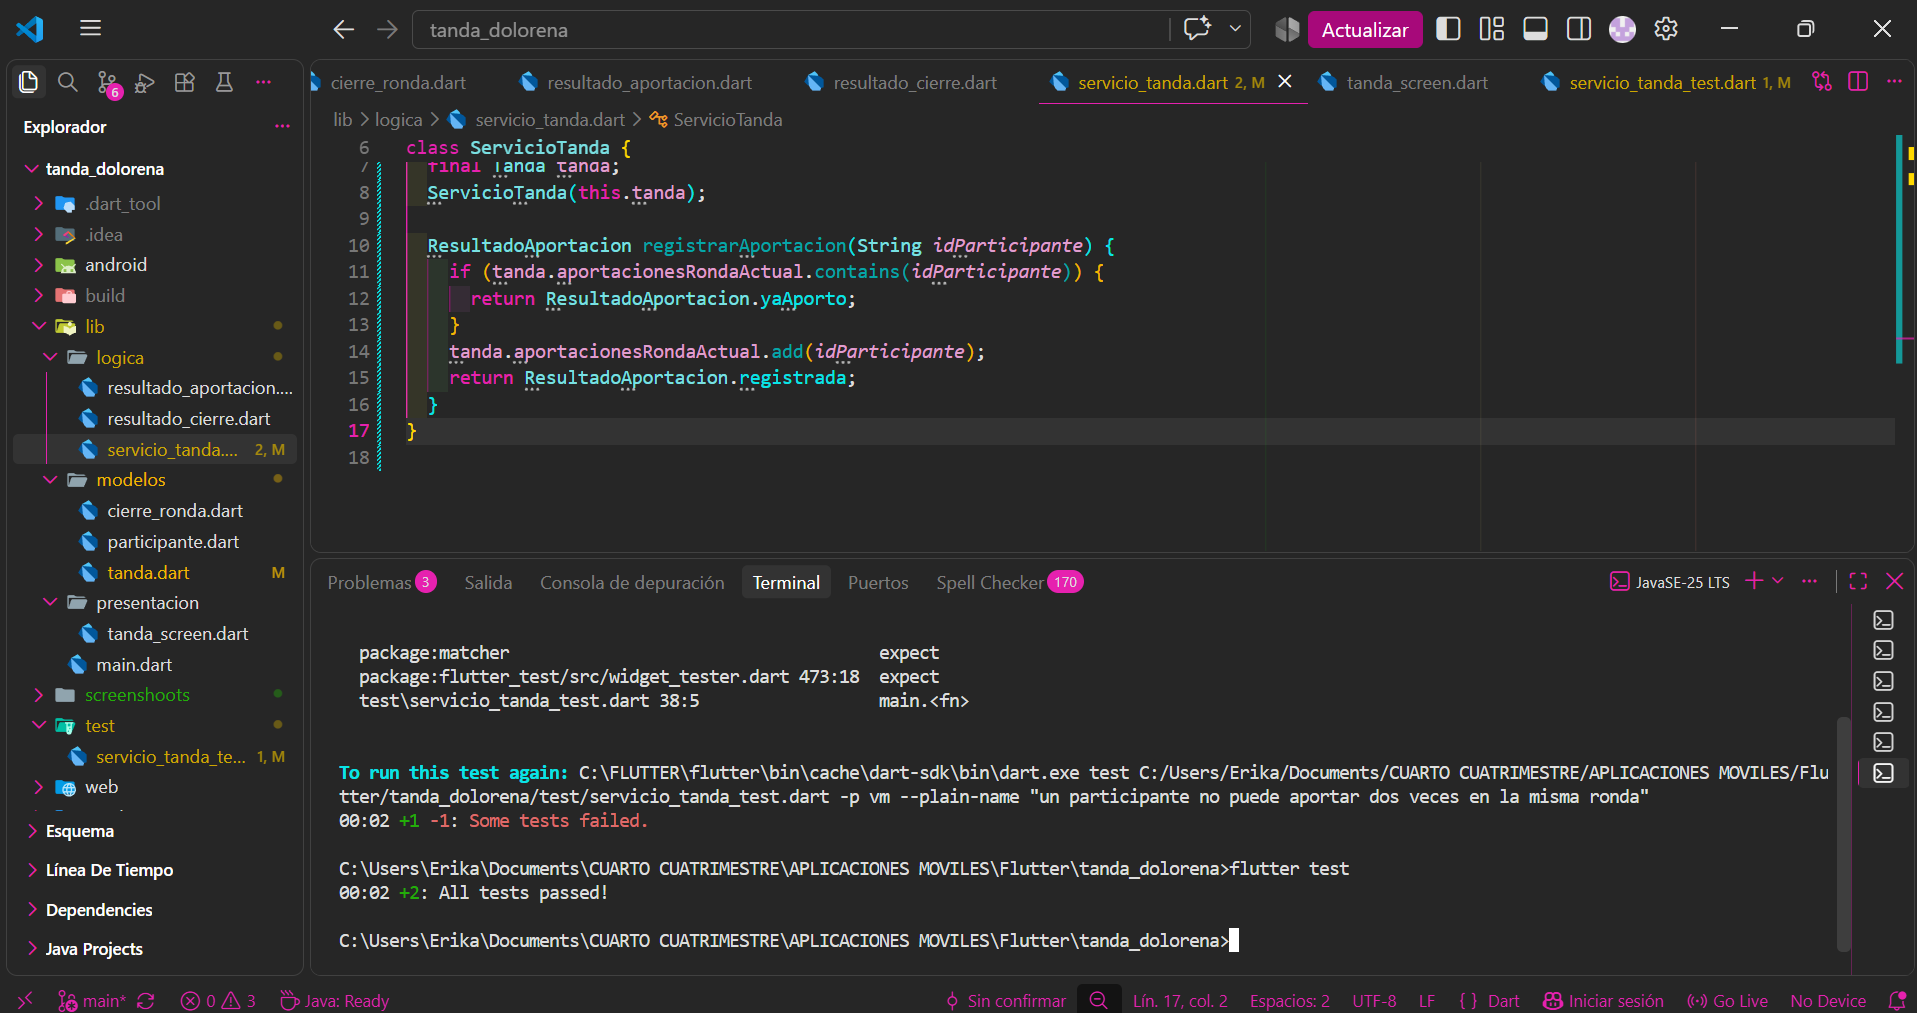 tanda_dolorena
Actualizar
6
Explorador
tanda_dolorena
.dart_tool
.idea
android
build
lib
logica
resultado_aportacion....
resultado_cierre.dart
servicio_tanda.... 2, M
modelos
cierre_ronda.dart
participante.dart
tanda.dart M
presentacion
tanda_screen.dart
main.dart
screenshoots
test
servicio_tanda_te... 1, M
web
Esquema
Línea De Tiempo
Dependencies
Java Projects
cierre_ronda.dart resultado_aportacion.dart resultado_cierre.dart servicio_tanda.dart 2, M tanda_screen.dart servicio_tanda_test.dart 1, M
lib > logica > servicio_tanda.dart > ServicioTanda
6 class ServicioTanda {
7 final Tanda tanda;
8 ServicioTanda(this.tanda);
9
10 ResultadoAportacion registrarAportacion(String idParticipante) {
11 if (tanda.aportacionesRondaActual.contains(idParticipante)) {
12 return ResultadoAportacion.yaAporto;
13 }
14 tanda.aportacionesRondaActual.add(idParticipante);
15 return ResultadoAportacion.registrada;
16 }
17 }
18
Problemas 3 Salida Consola de depuración Terminal Puertos Spell Checker 170 JavaSE-25 LTS
package:matcher expect
package:flutter_test/src/widget_tester.dart 473:18 expect
test\servicio_tanda_test.dart 38:5 main.<fn>
To run this test again: C:\FLUTTER\flutter\bin\cache\dart-sdk\bin\dart.exe test C:/Users/Erika/Documents/CUARTO CUATRIMESTRE/APLICACIONES MOVILES/Flu
tter/tanda_dolorena/test/servicio_tanda_test.dart -p vm --plain-name "un participante no puede aportar dos veces en la misma ronda"
00:02 +1 -1: Some tests failed.
C:\Users\Erika\Documents\CUARTO CUATRIMESTRE\APLICACIONES MOVILES\Flutter\tanda_dolorena>flutter test
00:02 +2: All tests passed!
C:\Users\Erika\Documents\CUARTO CUATRIMESTRE\APLICACIONES MOVILES\Flutter\tanda_dolorena>
main* 0 3 Java: Ready Sin confirmar Lín. 17, col. 2 Espacios: 2 UTF-8 LF { } Dart Iniciar sesión Go Live No Device